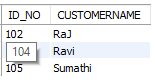 ID_NO CUSTOMERNAME
102 RaJ
104 Ravi
105 Sumathi